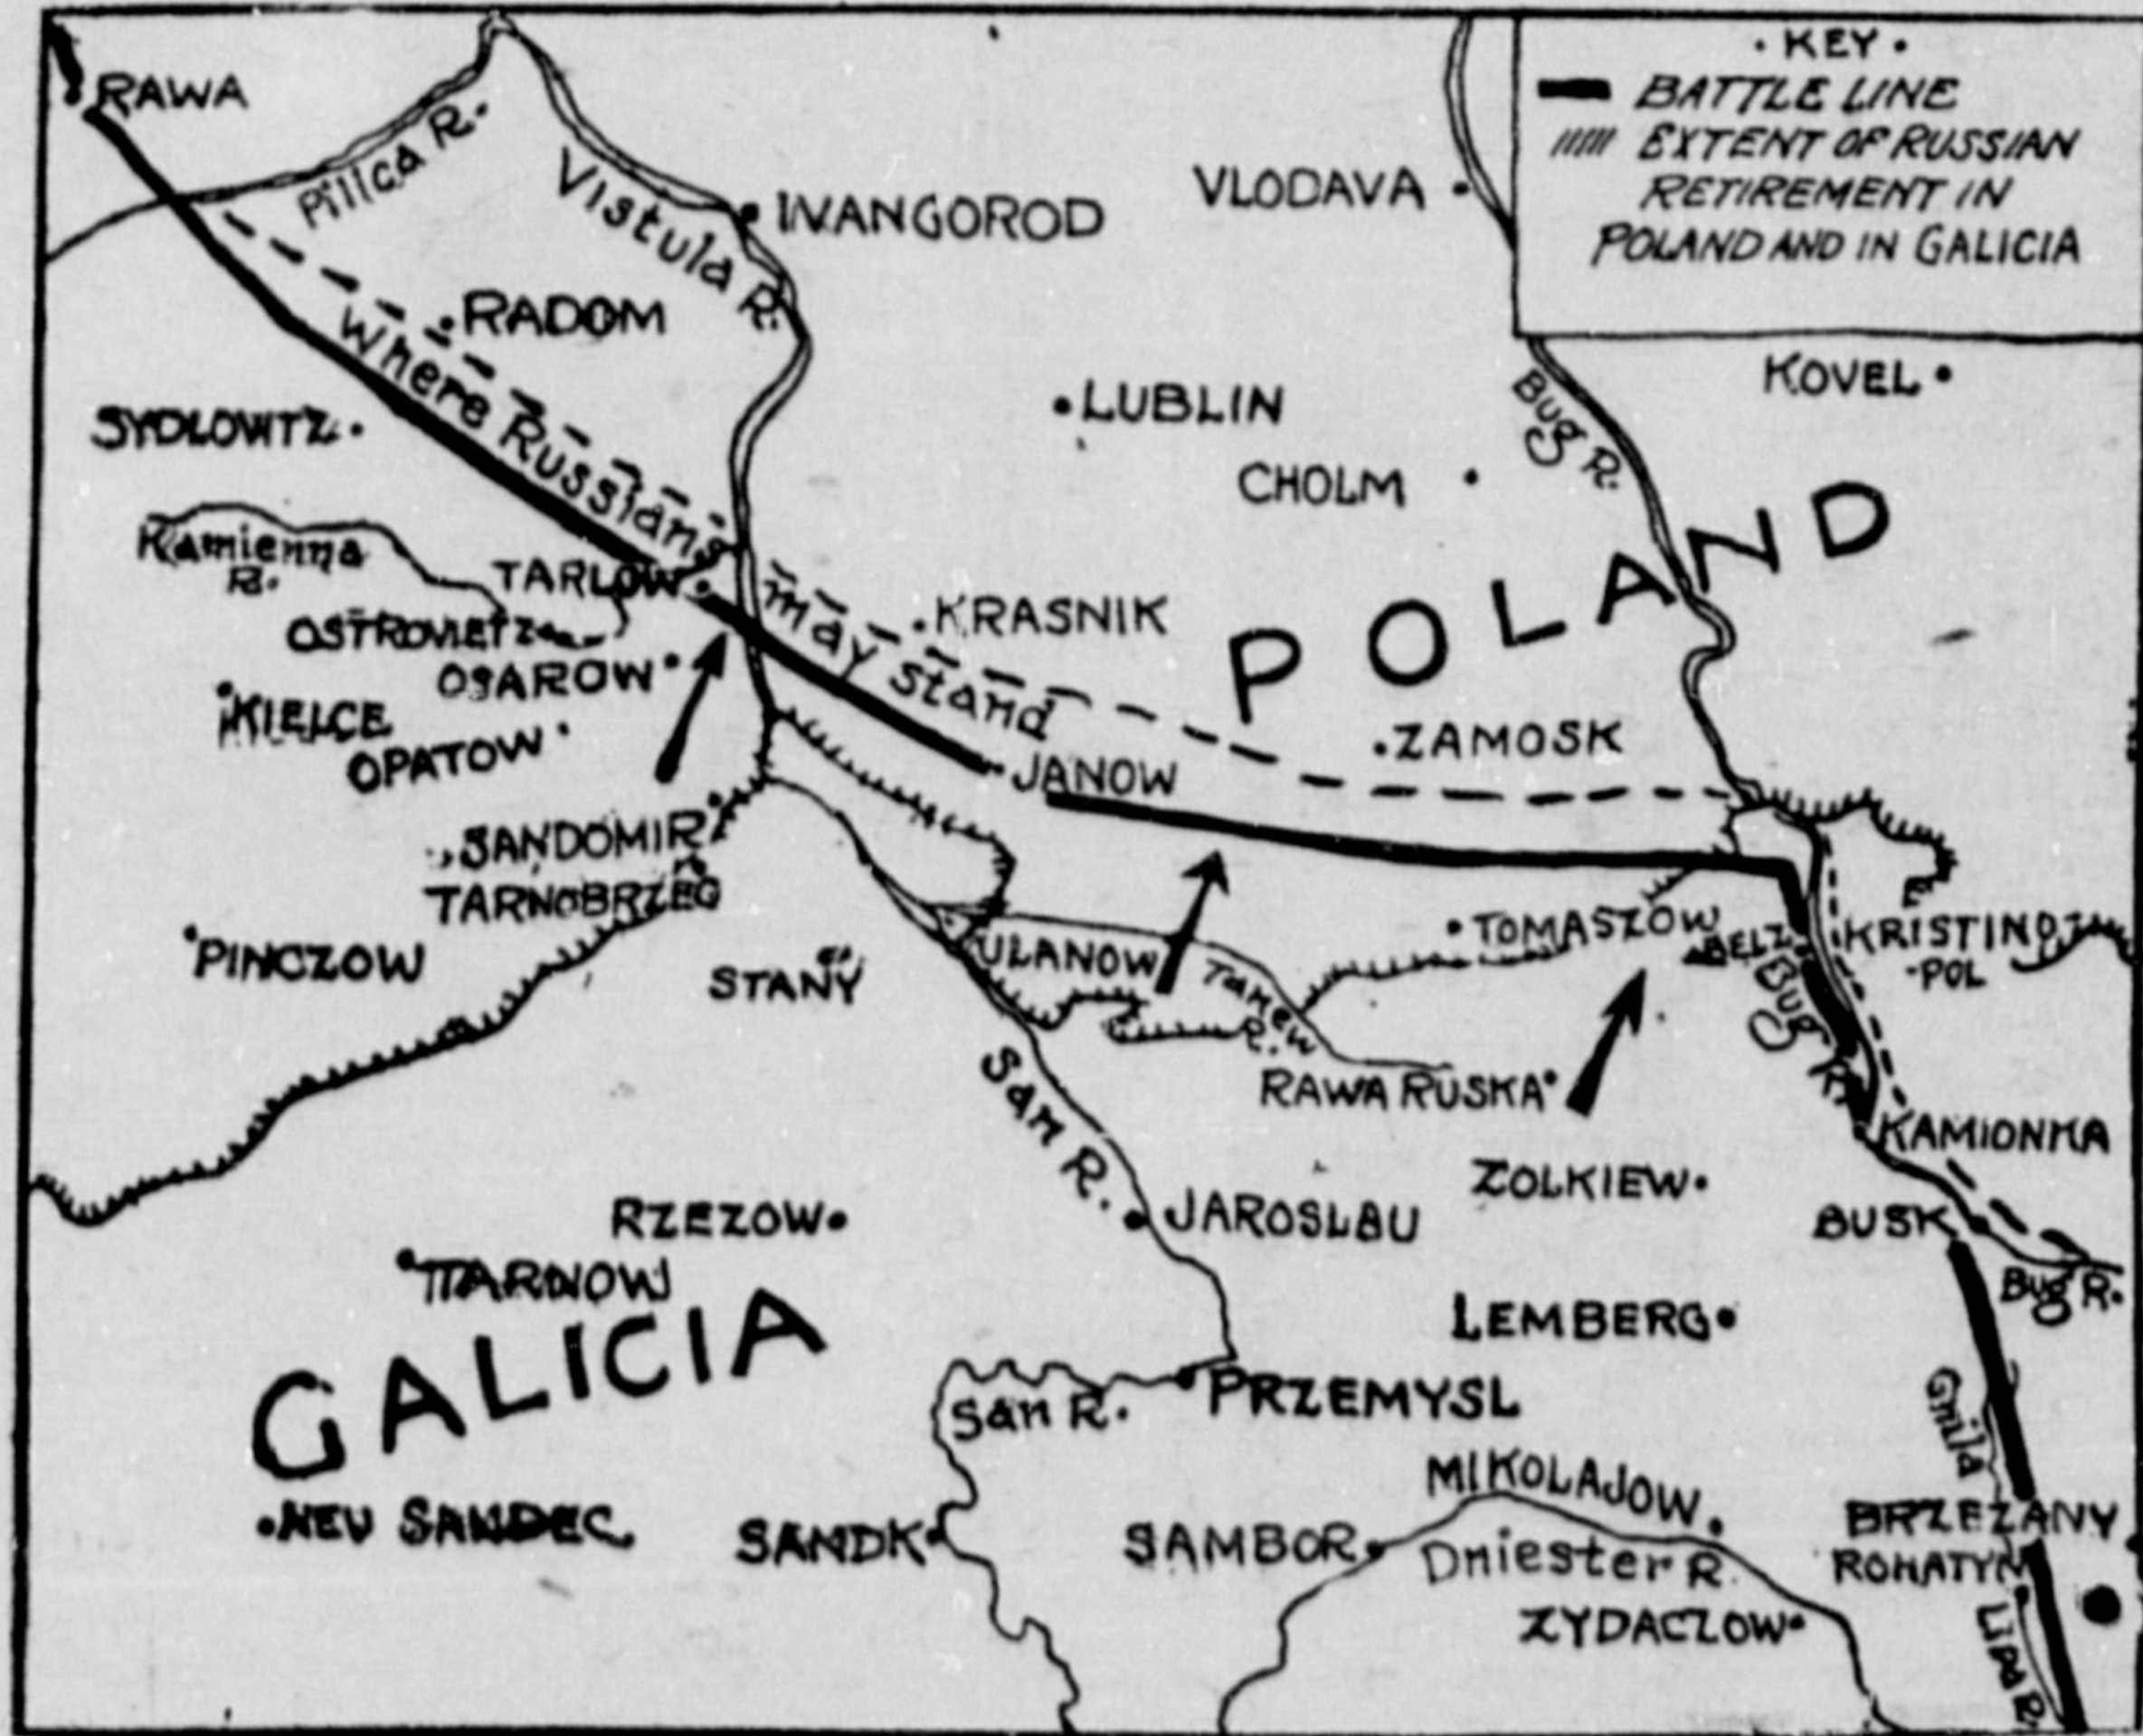 · KEY ·
BATTLE LINE
EXTENT OF RUSSIAN
RETIREMENT IN
POLAND AND IN GALICIA
RAWA
Pilica R.
Vistula R.
IVANGOROD
VLODAVA
RADOM
where Russians may stand
KOVEL
LUBLIN
Bug R.
SYDLOWITZ
CHOLM
POLAND
Kamienna
R.
TARLOW
KRASNIK
OSTROVIETZ
OSAROW
KIELCE
OPATOW
ZAMOSK
JANOW
SANDOMIR
TARNOBRZEG
TOMASZOW
BELZ
KRISTINO
-POL
PINCZOW
STANY
ULANOW
Tanew
R.
Bug R.
San R.
RAWA RUSKA
KAMIONKA
ZOLKIEW
RZEZOW
JAROSLAU
BUSK
TARNOW
Bug R.
GALICIA
LEMBERG
San R.
PRZEMYSL
Gnila
MIKOLAJOW
NEU SANDEC
SANOK
SAMBOR
Dniester R.
BRZEZANY
ROHATYN
ZYDACZOW
Lipa R.